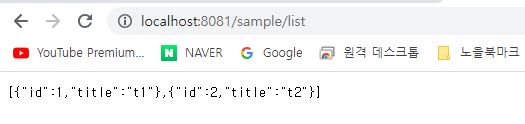 localhost:8081/sample/list
YouTube Premium... NAVER Google 원격 데스크톱 노을북마크
[{"id":1,"title":"t1"},{"id":2,"title":"t2"}]